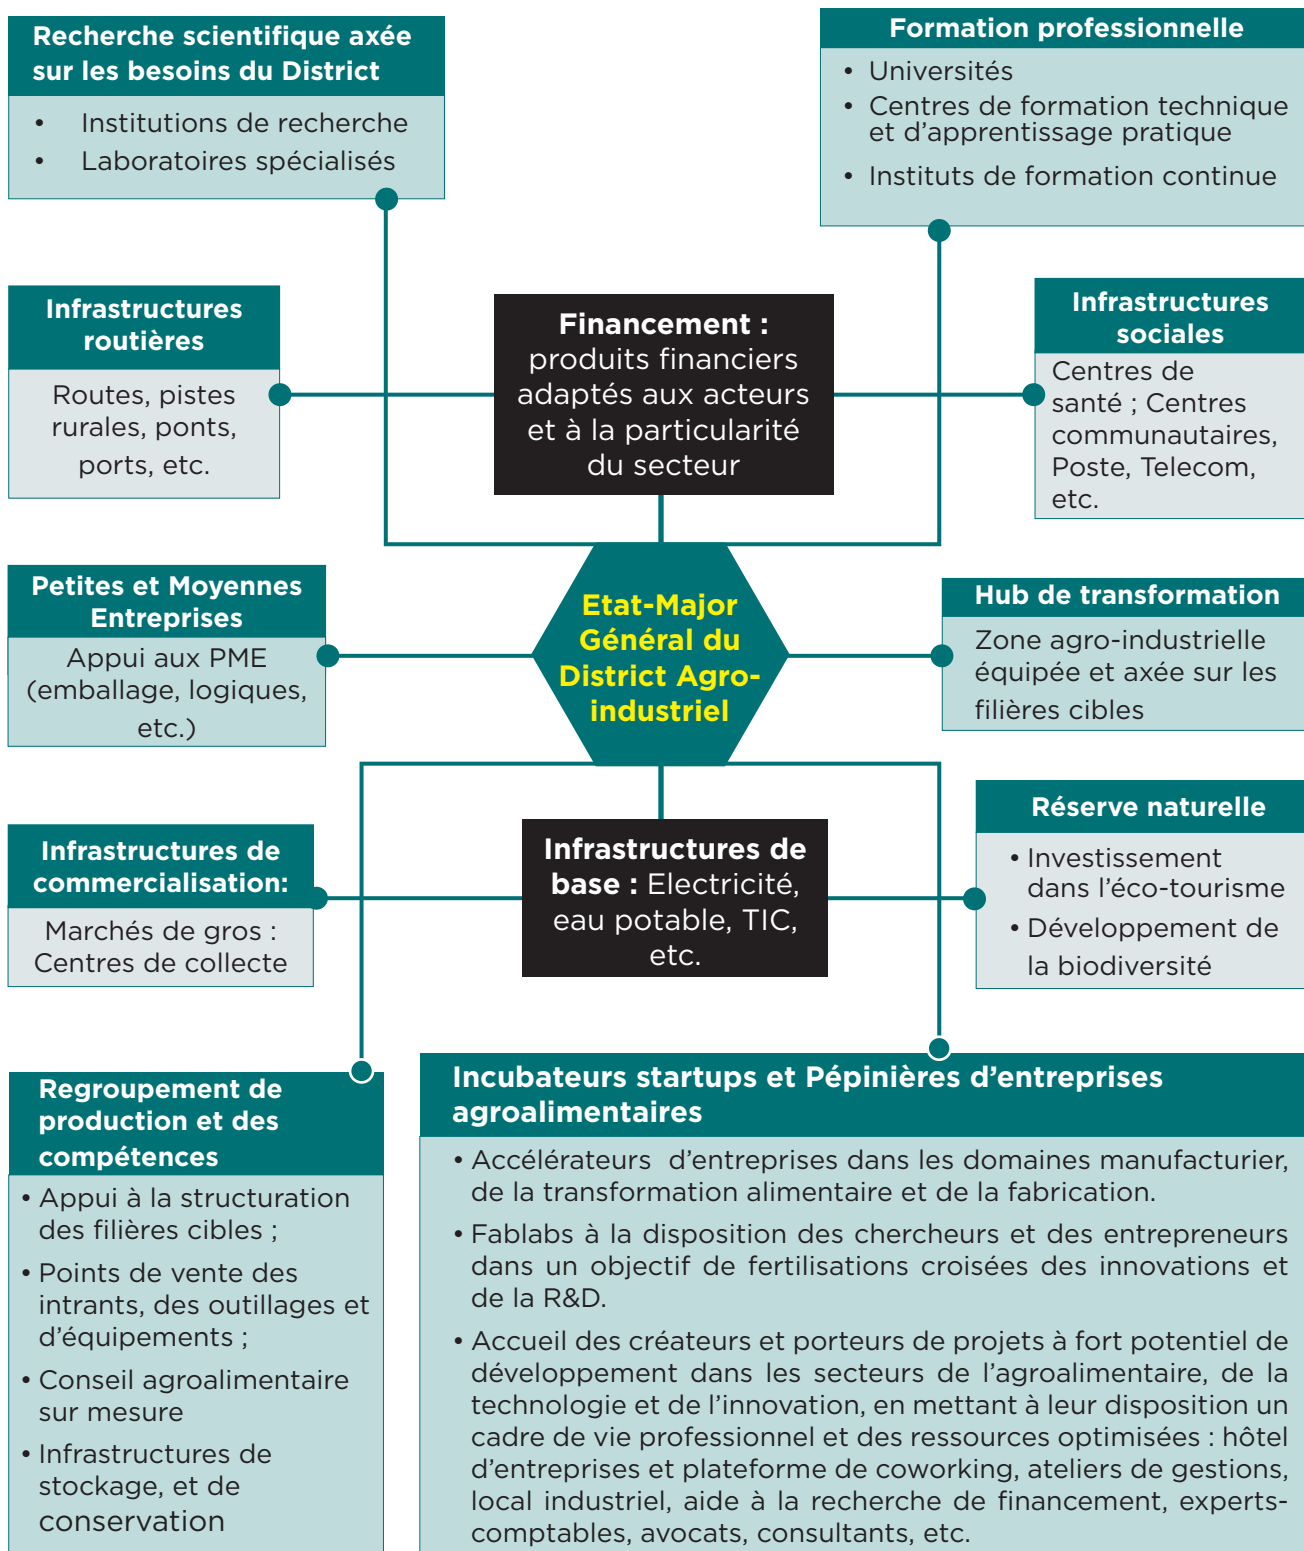 Recherche scientifique axée
sur les besoins du District
• Institutions de recherche
• Laboratoires spécialisés
Formation professionnelle
• Universités
• Centres de formation technique
et d’apprentissage pratique
• Instituts de formation continue
Infrastructures
routières
Routes, pistes
rurales, ponts,
ports, etc.
Financement :
produits financiers
adaptés aux acteurs
et à la particularité
du secteur
Infrastructures
sociales
Centres de
santé ; Centres
communautaires,
Poste, Telecom,
etc.
Petites et Moyennes
Entreprises
Appui aux PME
(emballage, logiques,
etc.)
Etat-Major
Général du
District Agro-
industriel
Hub de transformation
Zone agro-industrielle
équipée et axée sur les
filières cibles
Infrastructures de
commercialisation:
Marchés de gros :
Centres de collecte
Infrastructures de
base : Electricité,
eau potable, TIC,
etc.
Réserve naturelle
• Investissement
dans l’éco-tourisme
• Développement de
la biodiversité
Regroupement de
production et des
compétences
• Appui à la structuration
des filières cibles ;
• Points de vente des
intrants, des outillages et
d’équipements ;
• Conseil agroalimentaire
sur mesure
• Infrastructures de
stockage, et de
conservation
Incubateurs startups et Pépinières d’entreprises
agroalimentaires
• Accélérateurs d’entreprises dans les domaines manufacturier,
de la transformation alimentaire et de la fabrication.
• Fablabs à la disposition des chercheurs et des entrepreneurs
dans un objectif de fertilisations croisées des innovations et
de la R&D.
• Accueil des créateurs et porteurs de projets à fort potentiel de
développement dans les secteurs de l’agroalimentaire, de la
technologie et de l’innovation, en mettant à leur disposition un
cadre de vie professionnel et des ressources optimisées : hôtel
d’entreprises et plateforme de coworking, ateliers de gestions,
local industriel, aide à la recherche de financement, experts-
comptables, avocats, consultants, etc.